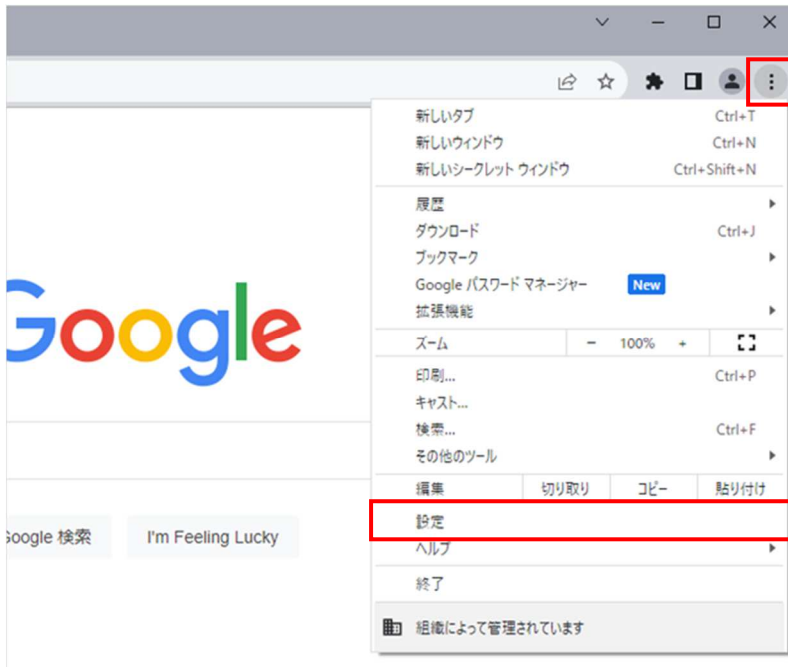 新しいタブ Ctrl+T
新しいウィンドウ Ctrl+N
新しいシークレット ウィンドウ Ctrl+Shift+N
履歴
ダウンロード Ctrl+J
ブックマーク
Google パスワード マネージャー New
拡張機能
ズーム − 100% +
印刷... Ctrl+P
キャスト...
検索... Ctrl+F
その他のツール
編集 切り取り コピー 貼り付け
設定
ヘルプ
終了
組織によって管理されています
Google
Google 検索 I'm Feeling Lucky